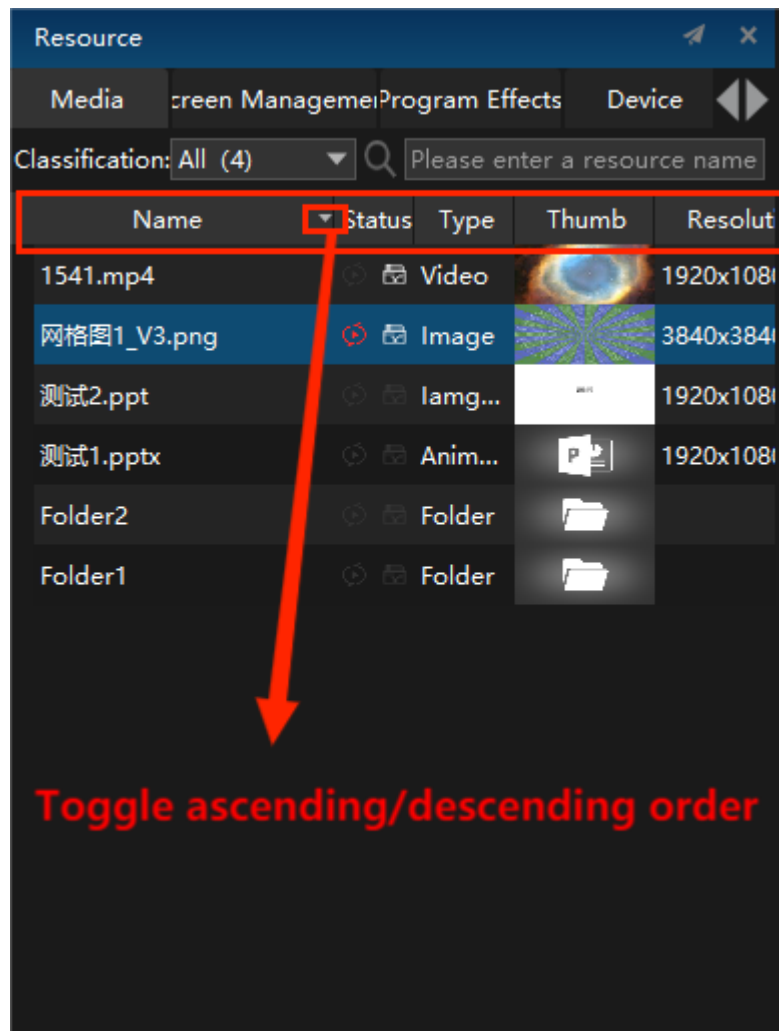 Resource
Media creen Managemei Program Effects Device
Classification: All (4) Please enter a resource name
Name Status Type Thumb Resolut
1541.mp4 Video 1920x108
网格图1_V3.png Image 3840x384
测试2.ppt Iamg... 1920x108
测试1.pptx Anim... 1920x108
Folder2 Folder
Folder1 Folder
Toggle ascending/descending order